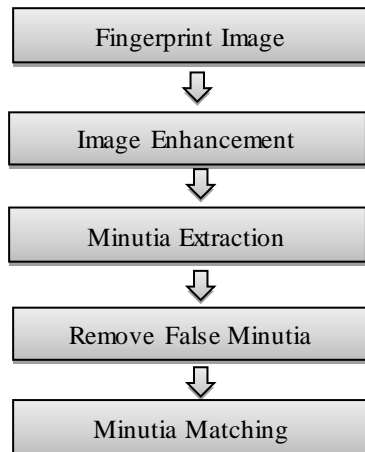 Fingerprint Image
Image Enhancement
Minutia Extraction
Remove False Minutia
Minutia Matching